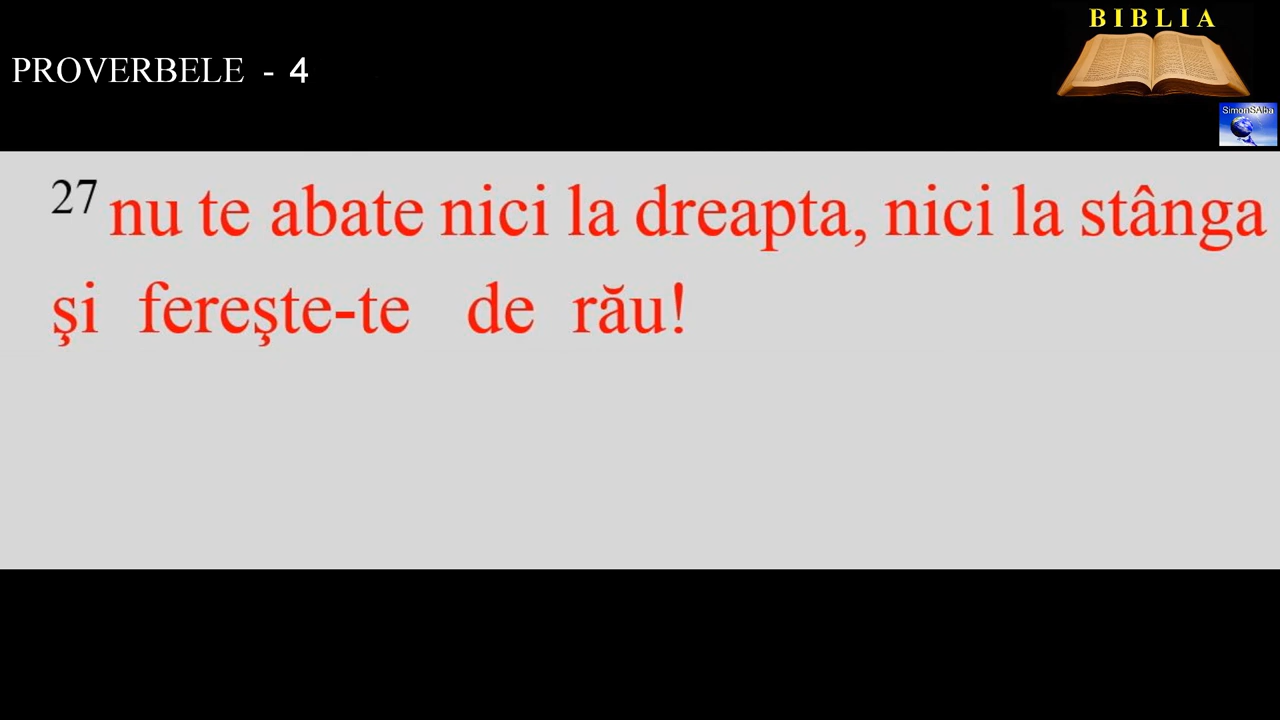 BIBLIA
PROVERBELE - 4
SimonSAlba
27 nu te abate nici la dreapta, nici la stânga
şi fereşte-te de rău!